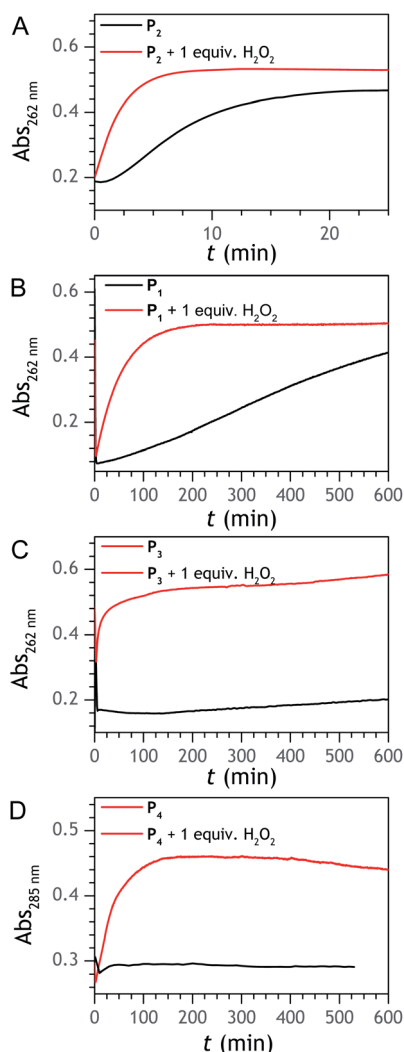 A
P₂
P₂ + 1 equiv. H₂O₂
Abs₂₆₂ nm
0.6
0.4
0.2
0 10 20
t (min)
B
P₁
P₁ + 1 equiv. H₂O₂
Abs₂₆₂ nm
0.6
0.4
0.2
0 100 200 300 400 500 600
t (min)
C
P₃
P₃ + 1 equiv. H₂O₂
Abs₂₆₂ nm
0.6
0.4
0.2
0 100 200 300 400 500 600
t (min)
D
P₄
P₄ + 1 equiv. H₂O₂
Abs₂₈₅ nm
0.5
0.4
0.3
0 100 200 300 400 500 600
t (min)